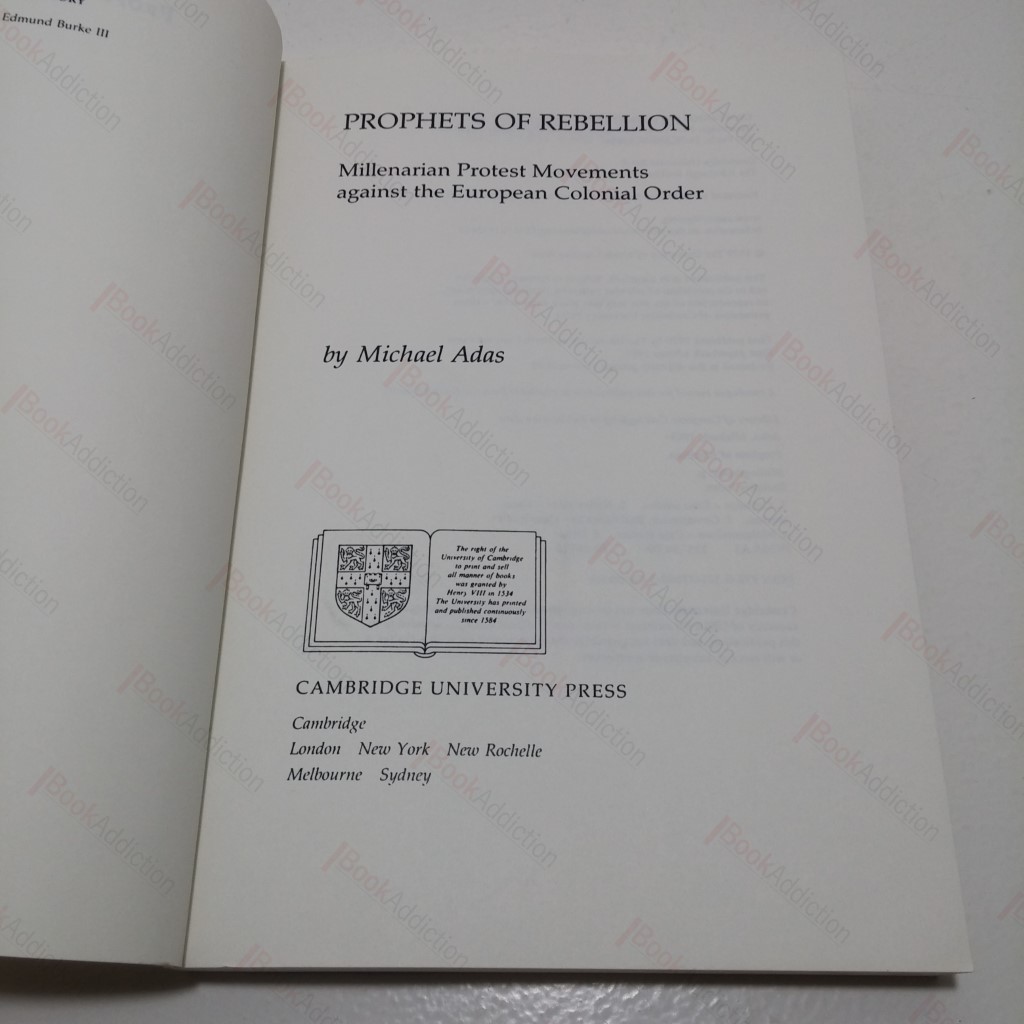 ORY
Edmund Burke III
PROPHETS OF REBELLION
Millenarian Protest Movements
against the European Colonial Order
by Michael Adas
The right of the
University of Cambridge
to print and sell
all manner of books
was granted by
Henry VIII in 1534
The University has printed
and published continuously
since 1584
CAMBRIDGE UNIVERSITY PRESS
Cambridge
London New York New Rochelle
Melbourne Sydney
BookAddiction